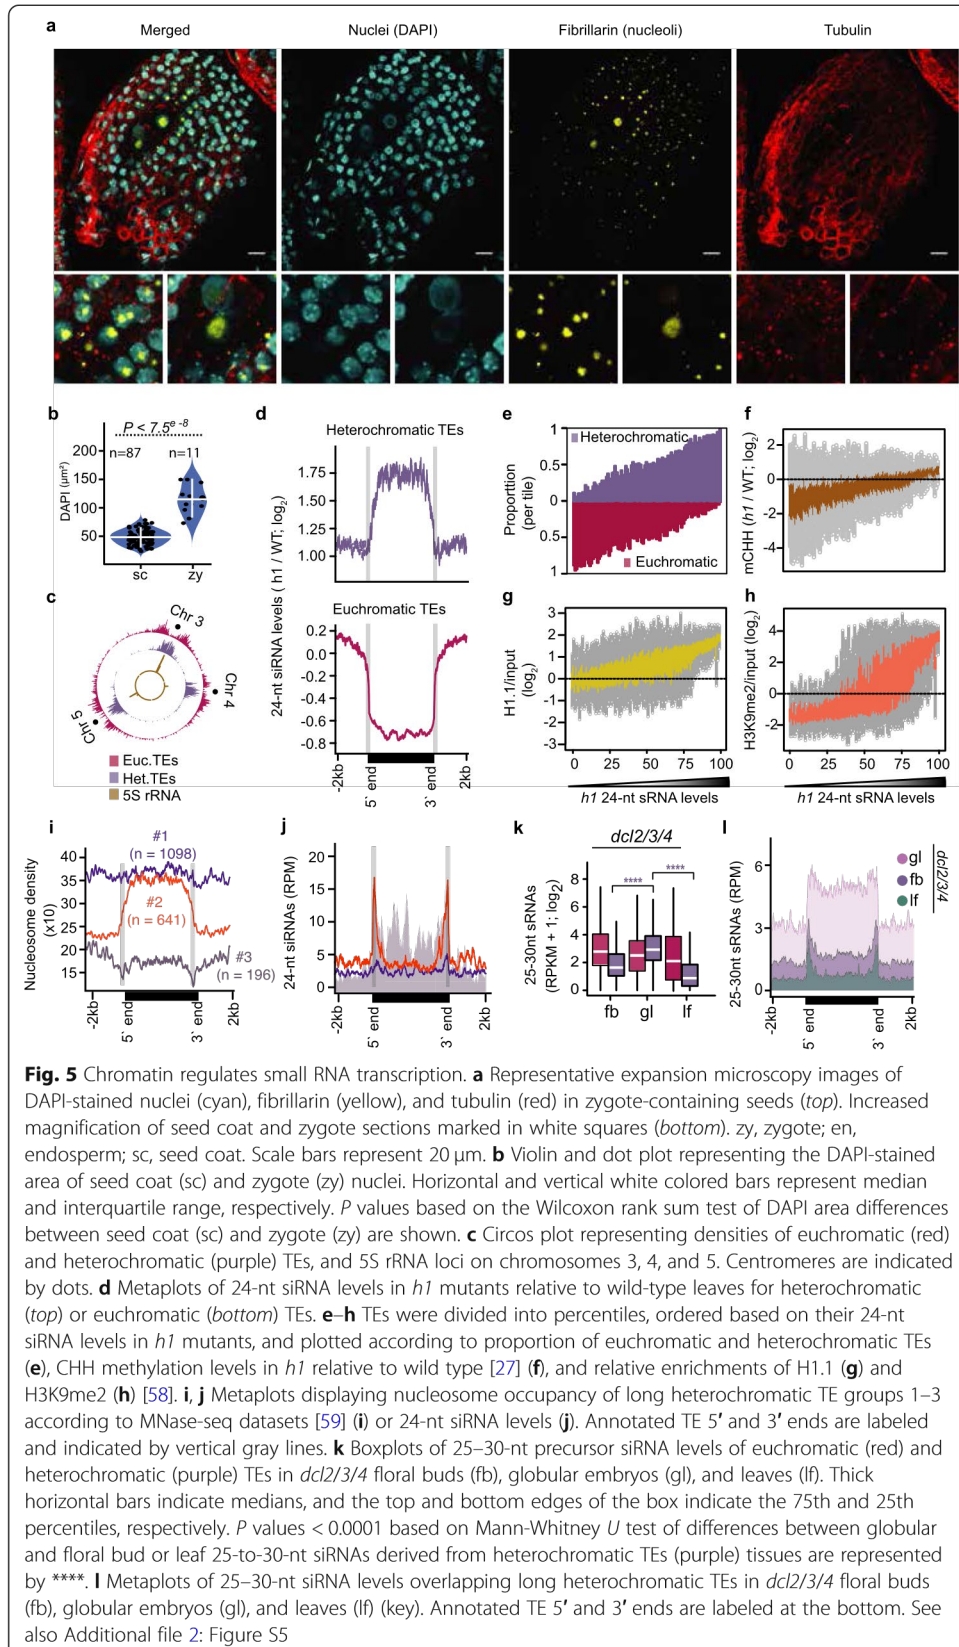 a
Merged
Nuclei (DAPI)
Fibrillarin (nucleoli)
Tubulin
b
P < 7.5e -8
n=87
n=11
DAPI (µm²)
200
150
100
50
sc
zy
c
Chr 3
Chr 4
Chr 5
Euc.TEs
Het.TEs
5S rRNA
d
Heterochromatic TEs
1.75
1.50
1.25
1.00
24-nt siRNA levels ( h1 / WT; log2)
Euchromatic TEs
0.2
0.0
-0.2
-0.4
-0.6
-0.8
-2kb
5` end
3` end
2kb
e
Heterochromatic
Proporttion
(per tile)
1
0.5
0
0.5
1
Euchromatic
f
mCHH (h1 / WT; log2)
2
0
-2
-4
g
H1.1/input
(log2)
3
2
1
0
-1
-3
0
25
50
75
100
h1 24-nt sRNA levels
h
H3K9me2/input (log2)
4
2
0
-2
0
25
50
75
100
h1 24-nt sRNA levels
i
Nucleosome density
(x10)
40
35
30
25
20
15
#1
(n = 1098)
#2
(n = 641)
#3
(n = 196)
-2kb
5` end
3` end
2kb
j
24-nt siRNAs (RPM)
20
15
10
5
0
-2kb
5` end
3` end
2kb
k
dcl2/3/4
25-30nt sRNAs
(RPKM + 1; log2)
8
6
4
2
0
****
****
fb
gl
lf
l
25-30nt sRNAs (RPM)
6
3
0
gl
fb
lf
dcl2/3/4
-2kb
5` end
3` end
2kb
Fig. 5 Chromatin regulates small RNA transcription. a Representative expansion microscopy images of
DAPI-stained nuclei (cyan), fibrillarin (yellow), and tubulin (red) in zygote-containing seeds (top). Increased
magnification of seed coat and zygote sections marked in white squares (bottom). zy, zygote; en,
endosperm; sc, seed coat. Scale bars represent 20 µm. b Violin and dot plot representing the DAPI-stained
area of seed coat (sc) and zygote (zy) nuclei. Horizontal and vertical white colored bars represent median
and interquartile range, respectively. P values based on the Wilcoxon rank sum test of DAPI area differences
between seed coat (sc) and zygote (zy) are shown. c Circos plot representing densities of euchromatic (red)
and heterochromatic (purple) TEs, and 5S rRNA loci on chromosomes 3, 4, and 5. Centromeres are indicated
by dots. d Metaplots of 24-nt siRNA levels in h1 mutants relative to wild-type leaves for heterochromatic
(top) or euchromatic (bottom) TEs. e–h TEs were divided into percentiles, ordered based on their 24-nt
siRNA levels in h1 mutants, and plotted according to proportion of euchromatic and heterochromatic TEs
(e), CHH methylation levels in h1 relative to wild type [27] (f), and relative enrichments of H1.1 (g) and
H3K9me2 (h) [58]. i, j Metaplots displaying nucleosome occupancy of long heterochromatic TE groups 1–3
according to MNase-seq datasets [59] (i) or 24-nt siRNA levels (j). Annotated TE 5′ and 3′ ends are labeled
and indicated by vertical gray lines. k Boxplots of 25–30-nt precursor siRNA levels of euchromatic (red) and
heterochromatic (purple) TEs in dcl2/3/4 floral buds (fb), globular embryos (gl), and leaves (lf). Thick
horizontal bars indicate medians, and the top and bottom edges of the box indicate the 75th and 25th
percentiles, respectively. P values < 0.0001 based on Mann-Whitney U test of differences between globular
and floral bud or leaf 25-to-30-nt siRNAs derived from heterochromatic TEs (purple) tissues are represented
by ****. l Metaplots of 25–30-nt siRNA levels overlapping long heterochromatic TEs in dcl2/3/4 floral buds
(fb), globular embryos (gl), and leaves (lf) (key). Annotated TE 5′ and 3′ ends are labeled at the bottom. See
also Additional file 2: Figure S5